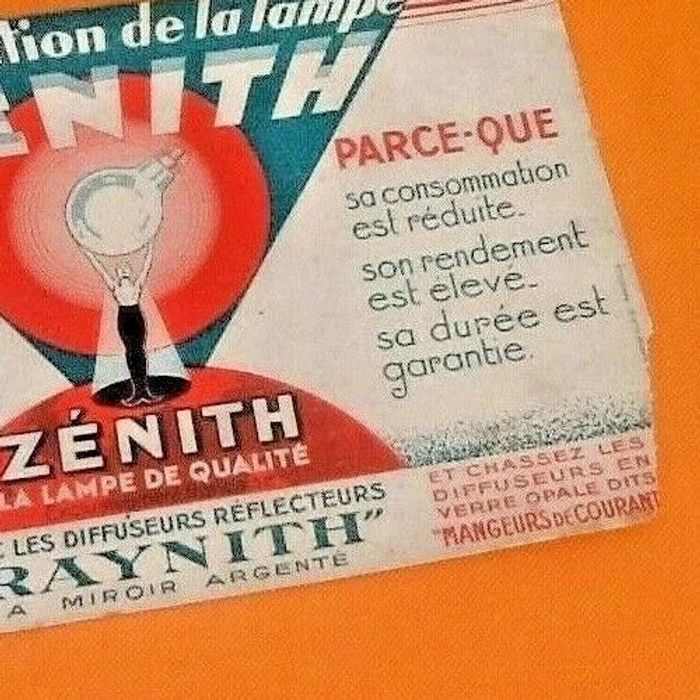 tion de la lampe
ENITH
PARCE-QUE
sa consommation
est réduite.
son rendement
est eleve.
sa durée est
garantie.
ZÉNITH
LA LAMPE DE QUALITÉ
LES DIFFUSEURS RÉFLECTEURS
RAYNITH"
A MIROIR ARGENTÉ
ET CHASSEZ LES
DIFFUSEURS EN
VERRE OPALE DITS
"MANGEURS DE COURANT